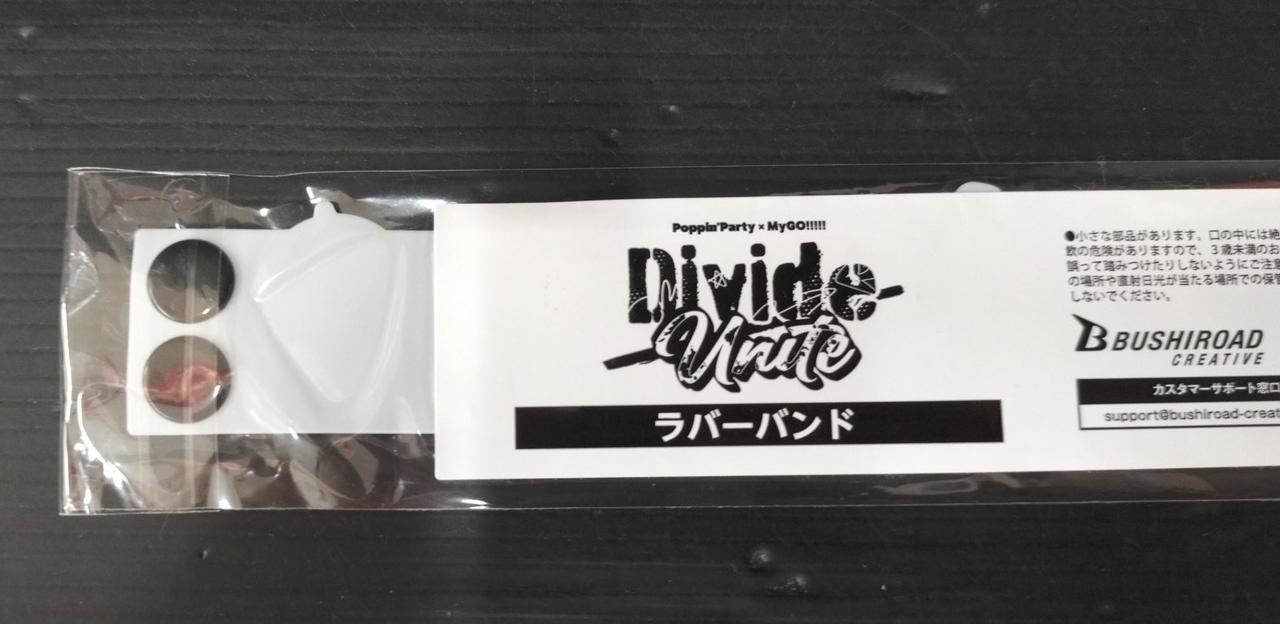 Poppin'Party × MyGO!!!!!
Divide
Unite
ラバーバンド
●小さな部品があります。口の中には絶
飲の危険がありますので、3歳未満のお
誤って踏みつけたりしないようにご注意
の場所や直射日光が当たる場所での保管
しないでください。
BUSHIROAD
CREATIVE
カスタマーサポート窓口
support@bushiroad-creat